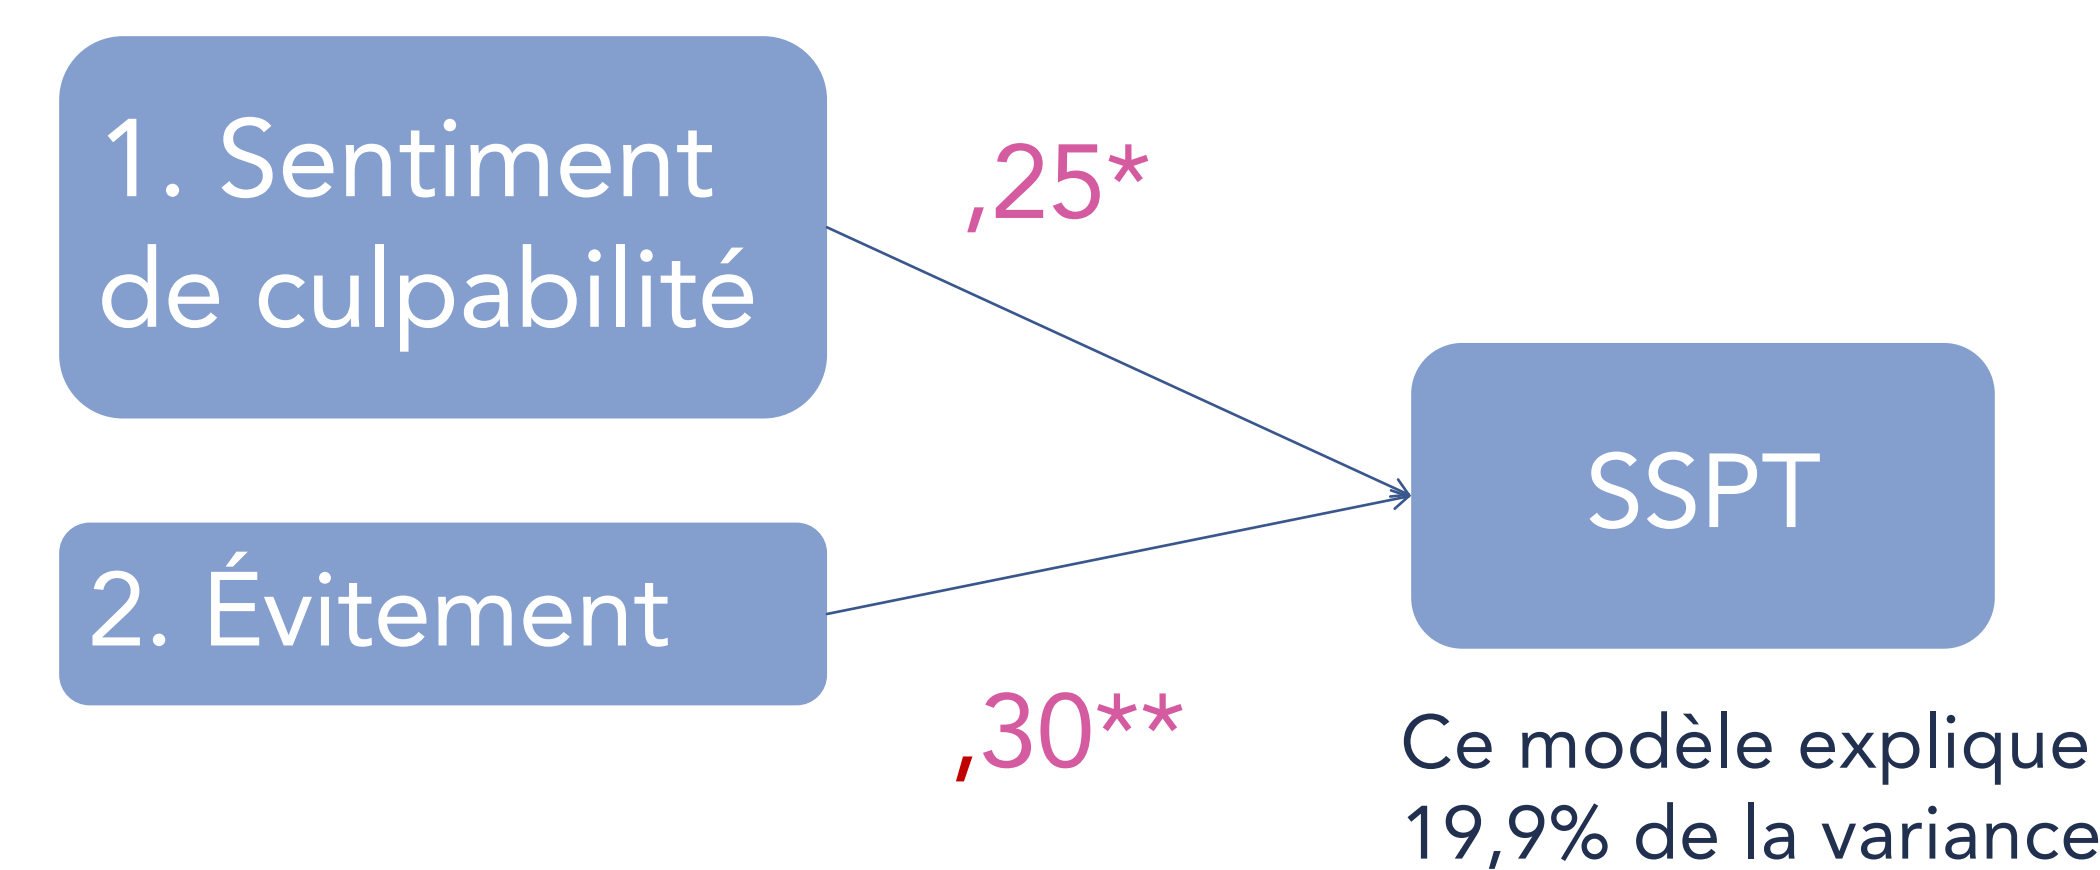 1. Sentiment
de culpabilité
,25*
SSPT
2. Évitement
,30**
Ce modèle explique
19,9% de la variance